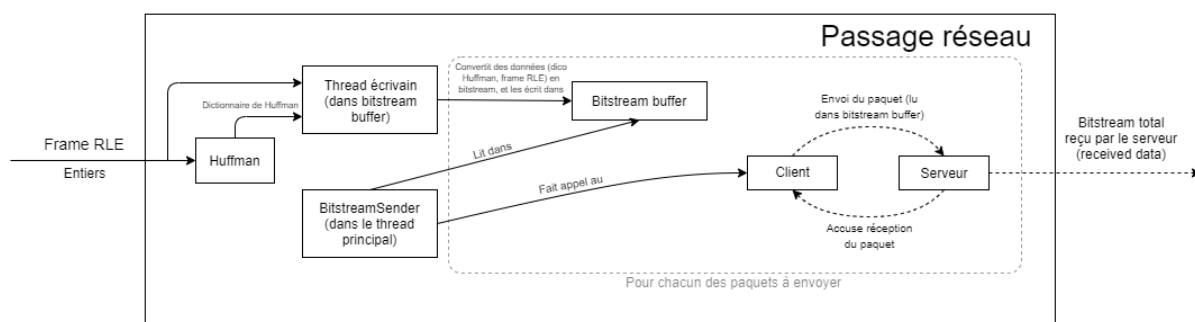 Passage réseau
Convertit des données (dico
Huffman, frame RLE) en
bitstream, et les écrit dans
Thread écrivain
(dans bitstream
buffer)
Bitstream buffer
Dictionnaire de Huffman
Envoi du paquet (lu
dans bitstream buffer)
Bitstream total
reçu par le serveur
(received data)
Frame RLE
Entiers
Huffman
Lit dans
Client
Serveur
Fait appel au
BitstreamSender
(dans le thread
principal)
Accuse réception
du paquet
Pour chacun des paquets à envoyer